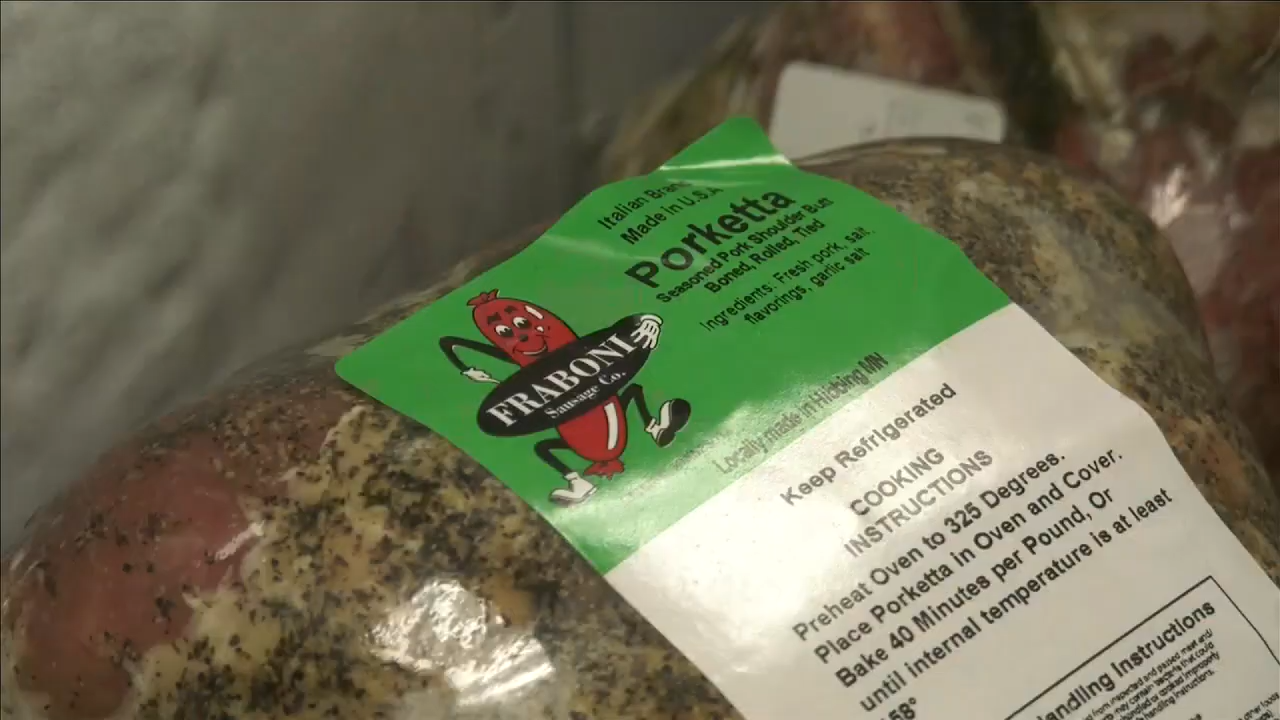 Italian Brand
Made in U.S.A
Porketta
Seasoned Pork Shoulder Butt
Boned, Rolled, Tied
Ingredients: Fresh pork, salt,
flavorings, garlic salt
FRABONI
Sausage Co.
Locally made in Hibbing MN
Keep Refrigerated
COOKING
INSTRUCTIONS
Preheat Oven to 325 Degrees.
Place Porketta in Oven and Cover.
Bake 40 Minutes per Pound, Or
until internal temperature is at least
58°
andling Instructions